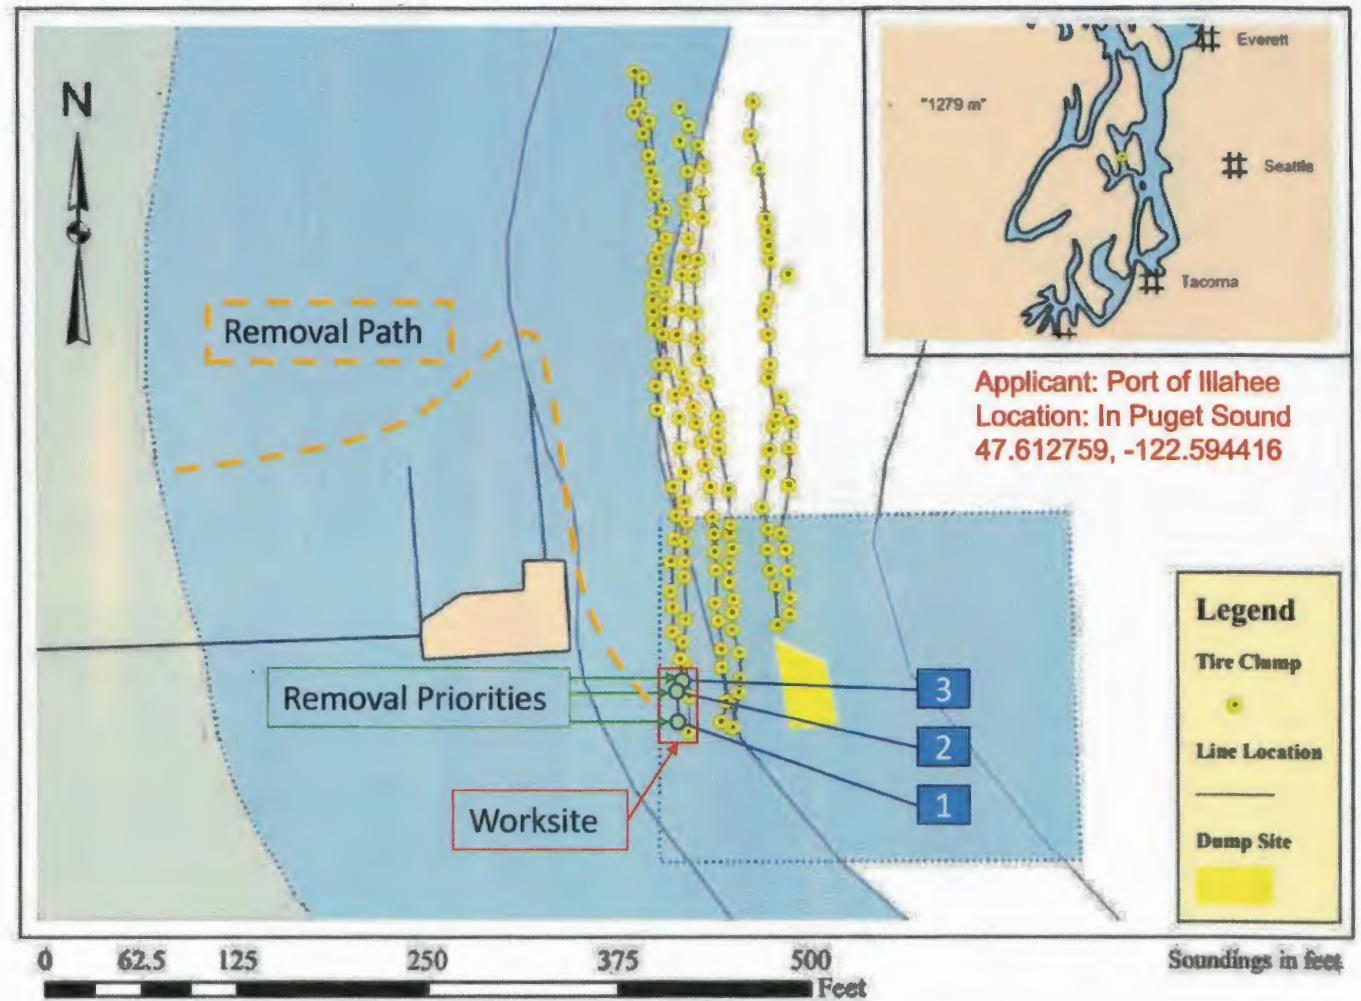 N
Everett
"1279 m"
Seattle
Tacoma
Removal Path
Applicant: Port of Illahee
Location: In Puget Sound
47.612759, -122.594416
Legend
Tire Clump
Line Location
Dump Site
Removal Priorities
3
2
1
Worksite
0 62.5 125 250 375 500
Feet
Soundings in feet